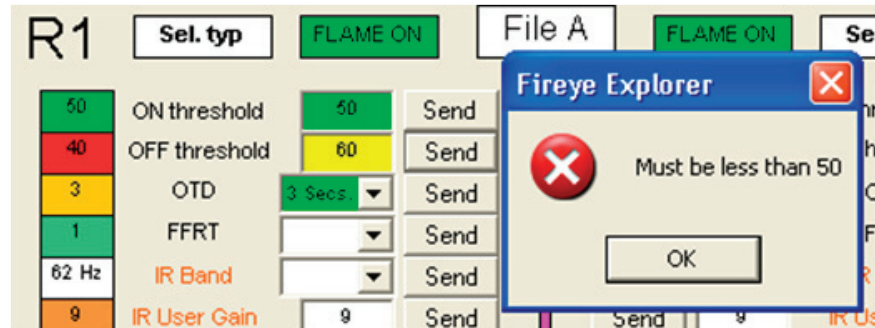 R1 Sel. typ FLAME ON File A FLAME ON Se
Fireye Explorer
50 ON threshold 50 Send
40 OFF threshold 60 Send
Must be less than 50
3 OTD 3 Secs. Send
1 FFRT Send
OK
62 Hz IR Band Send
9 IR User Gain 9 Send Send 9 IR Us